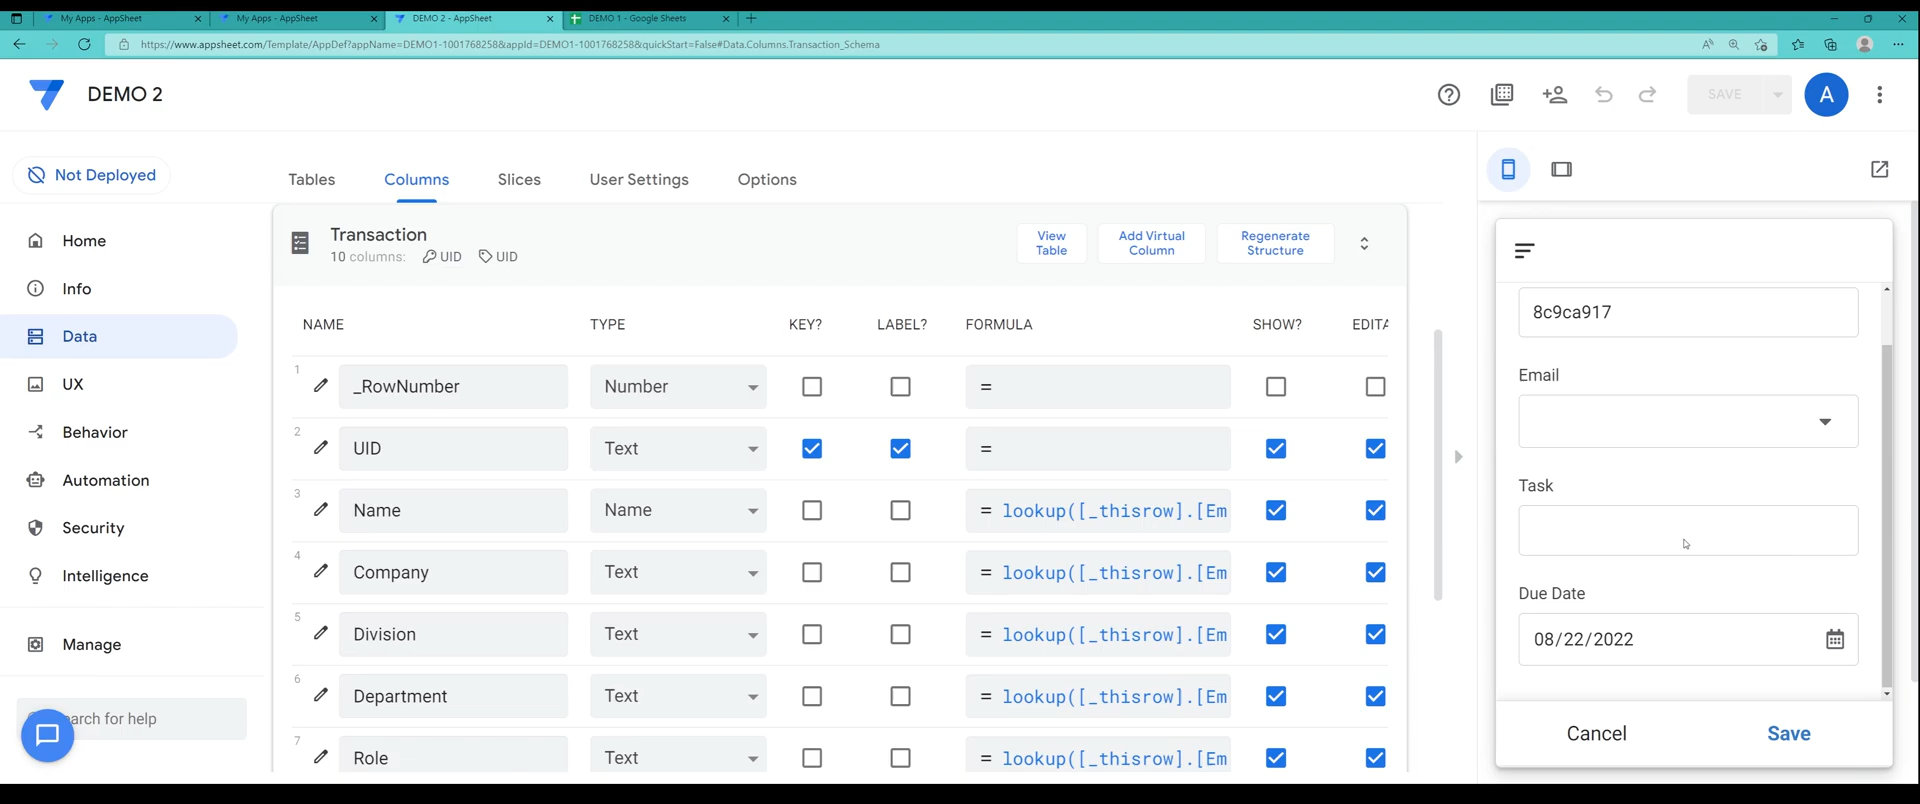 My Apps - AppSheet
My Apps - AppSheet
DEMO 2 - AppSheet
DEMO 1 - Google Sheets
https://www.appsheet.com/Template/AppDef?appName=DEMO1-1001768258&appId=DEMO1-1001768258&quickStart=False#Data.Columns.Transaction_Schema
DEMO 2
SAVE
A
Not Deployed
Tables
Columns
Slices
User Settings
Options
Home
Info
Data
UX
Behavior
Automation
Security
Intelligence
Manage
arch for help
Transaction
10 columns: UID UID
View
Table
Add Virtual
Column
Regenerate
Structure
NAME TYPE KEY? LABEL? FORMULA SHOW? EDITA
1 _RowNumber Number =
2 UID Text =
3 Name Name = lookup([_thisrow].[Em
4 Company Text = lookup([_thisrow].[Em
5 Division Text = lookup([_thisrow].[Em
6 Department Text = lookup([_thisrow].[Em
7 Role Text = lookup([_thisrow].[Em
8c9ca917
Email
Task
Due Date
08/22/2022
Cancel
Save